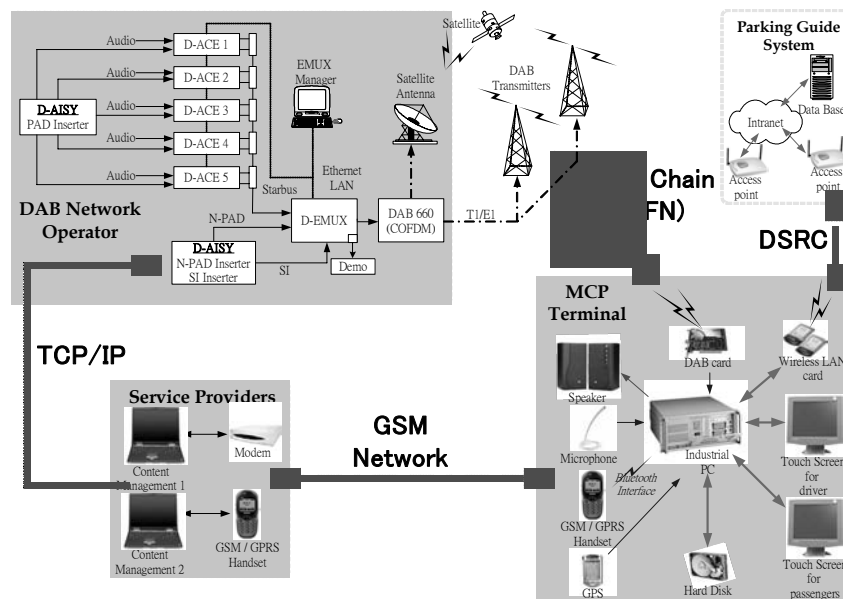 Satellite
Parking Guide
System
Audio
D-ACE 1
EMUX
Manager
Satellite
Antenna
DAB
Transmitters
Audio
D-ACE 2
Data Base
D-AISY
PAD Inserter
Audio
D-ACE 3
Intranet
Audio
D-ACE 4
Audio
D-ACE 5
Starbus
Ethernet
LAN
Access
point
Access
point
Chain
FN)
DAB Network
Operator
N-PAD
D-EMUX
DAB 660
(COFDM)
T1/E1
DSRC
D-AISY
N-PAD Inserter
SI Inserter
SI
Demo
MCP
Terminal
TCP/IP
DAB card
Wireless LAN
card
Service Providers
Speaker
Modem
GSM
Network
Microphone
Industrial
PC
Touch Screen
for
driver
Content
Management 1
Bluetooth
Interface
GSM / GPRS
Handset
Content
Management 2
GSM / GPRS
Handset
GPS
Hard Disk
Touch Screen
for
passengers